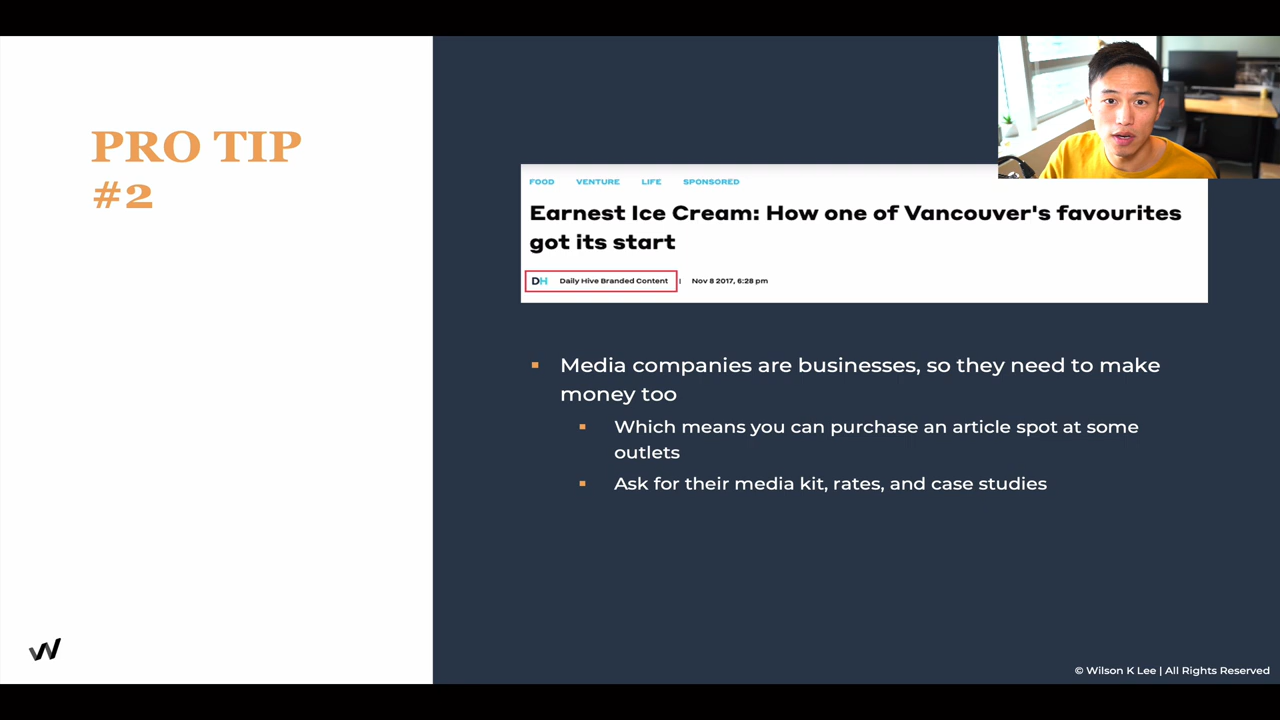 PRO TIP
#2
FOOD VENTURE LIFE SPONSORED
Earnest Ice Cream: How one of Vancouver's favourites
got its start
DH Daily Hive Branded Content | Nov 8 2017, 6:28 pm
Media companies are businesses, so they need to make
money too
Which means you can purchase an article spot at some
outlets
Ask for their media kit, rates, and case studies
W
© Wilson K Lee | All Rights Reserved